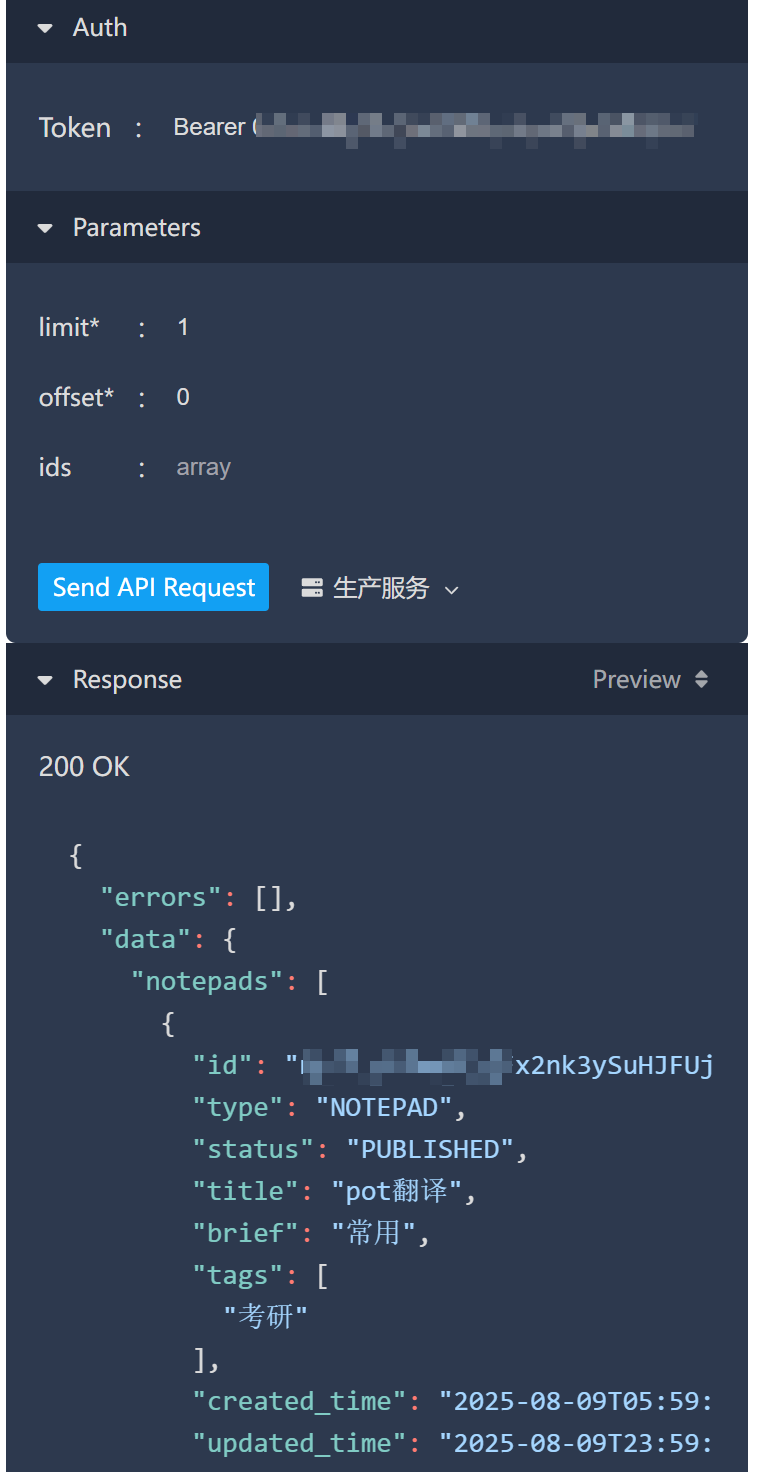 Auth
Token : Bearer
Parameters
limit* : 1
offset* : 0
ids : array
Send API Request 生产服务
Response Preview
200 OK
{
"errors": [],
"data": {
"notepads": [
{
"id": "x2nk3ySuHJFUj
"type": "NOTEPAD",
"status": "PUBLISHED",
"title": "pot翻译",
"brief": "常用",
"tags": [
"考研"
],
"created_time": "2025-08-09T05:59:
"updated_time": "2025-08-09T23:59: